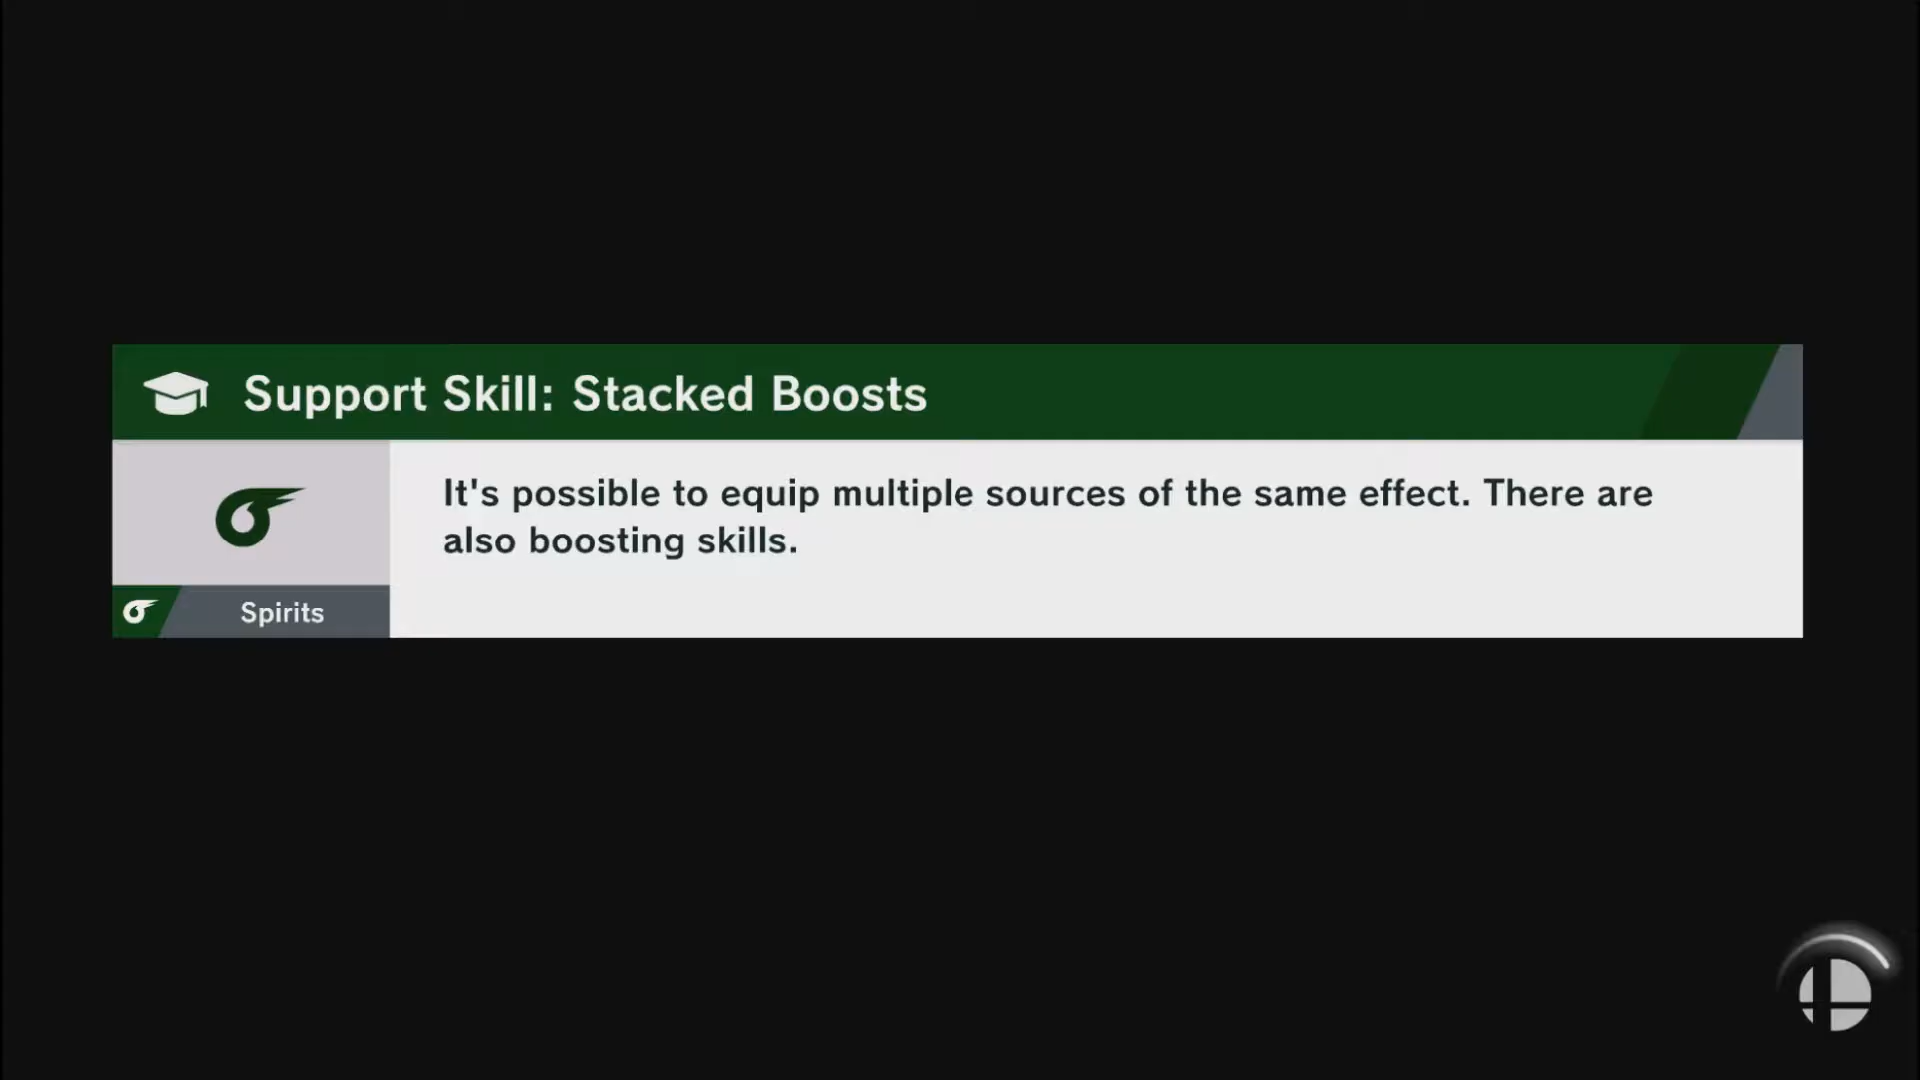 Support Skill: Stacked Boosts
It's possible to equip multiple sources of the same effect. There are
also boosting skills.
Spirits